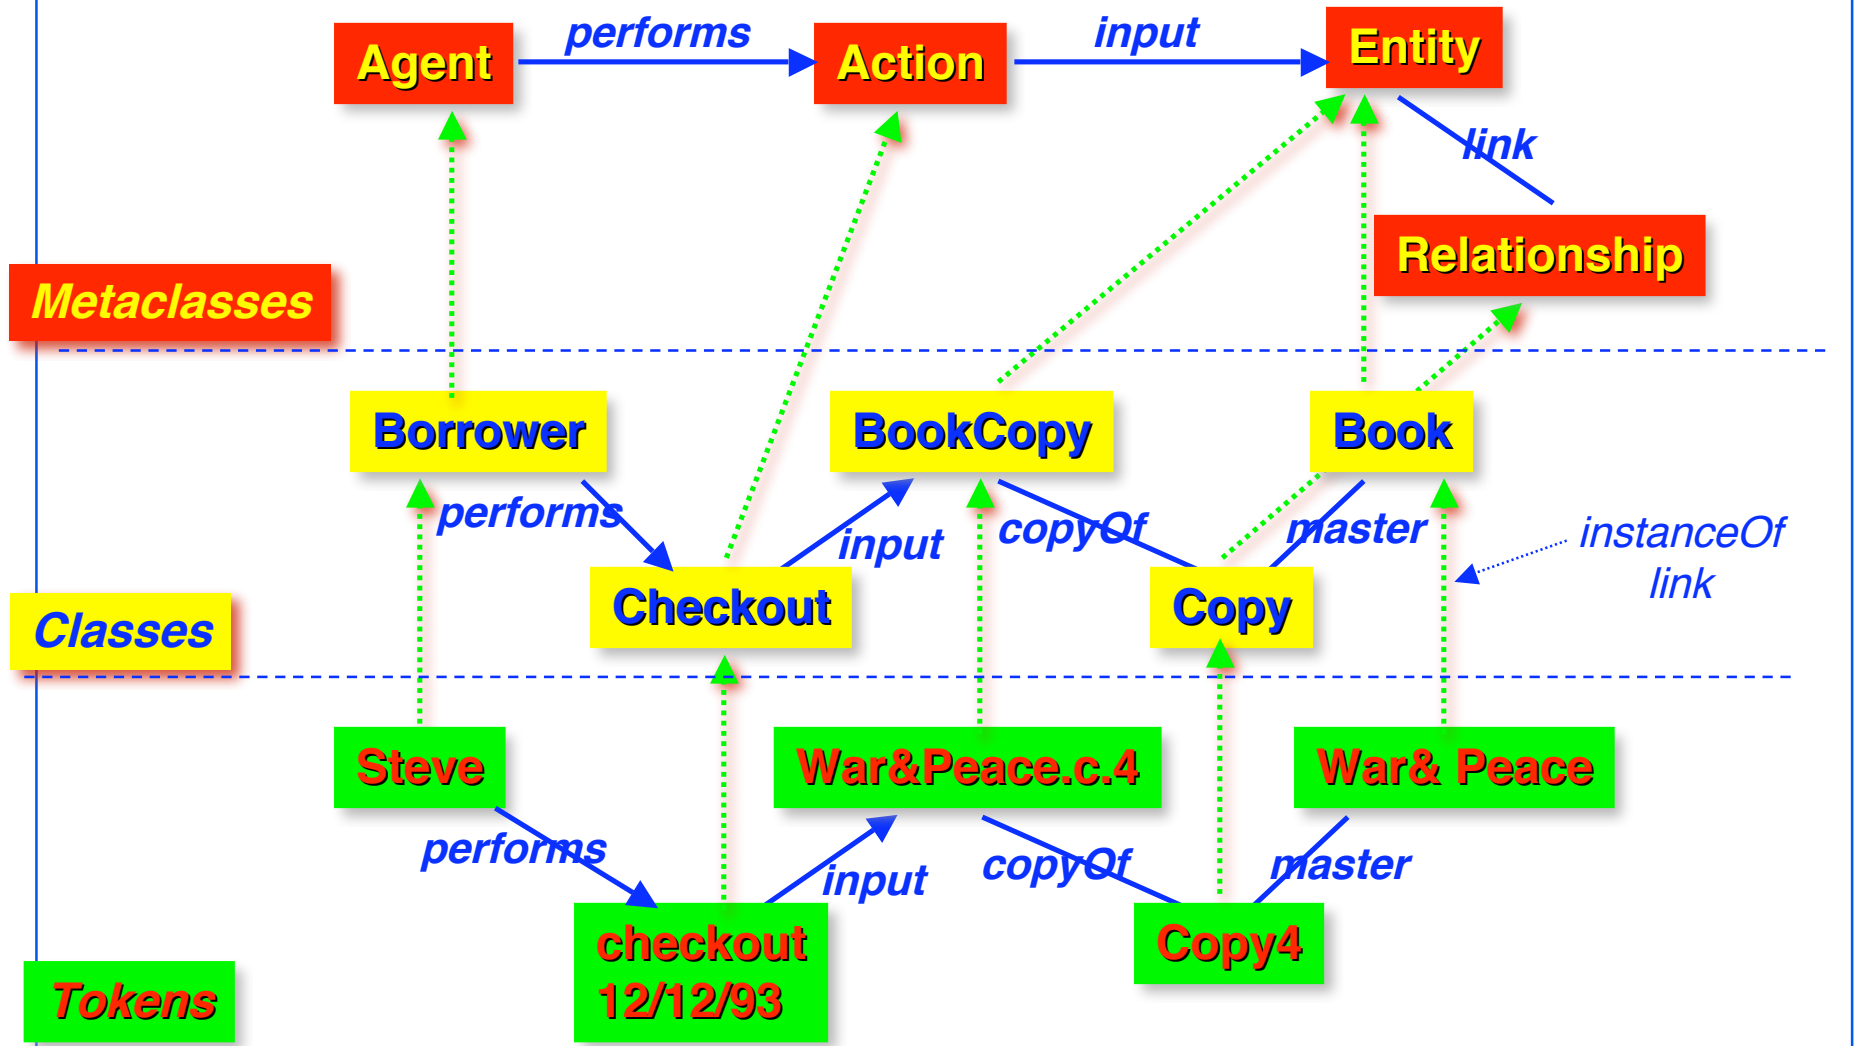 performs
input
Agent
Action
Entity
link
Relationship
Metaclasses
Borrower
BookCopy
Book
performs
input
copyOf
master
instanceOf
link
Checkout
Copy
Classes
Steve
War&Peace.c.4
War& Peace
performs
input
copyOf
master
checkout
12/12/93
Copy4
Tokens